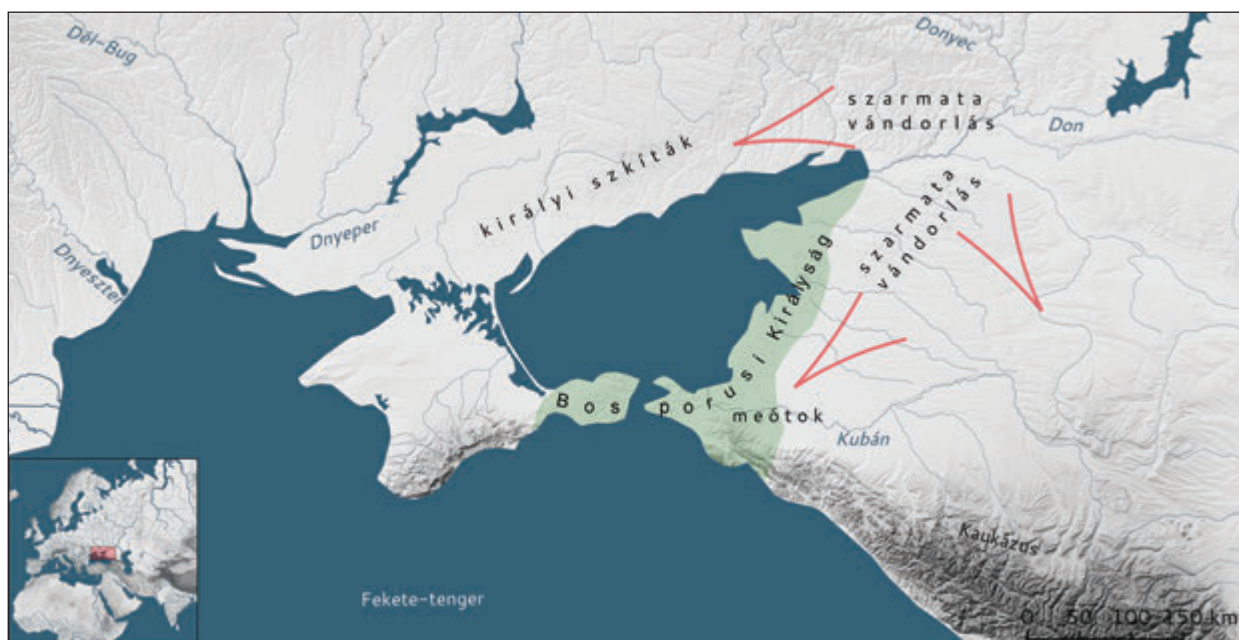 Dél-Bug
Donyec
szarmata
vándorlás
Don
királyi szkíták
Dnyeper
Dnyeszter
szarmata
vándorlás
Bosporusi Királyság
meótok
Kubán
Kaukázus
Fekete-tenger
0 50 100 150 km